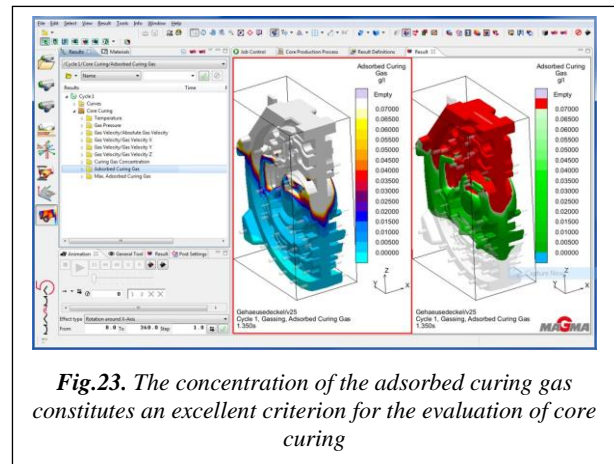 File Edit Select View Result Tools Info Window Help
Results Materials
Job Control Core Production Process Result Definitions Result
/Cycle 1/Core Curing/Adsorbed Curing Gas
Name
Results Time
Cycle 1
Curves
Core Curing
Temperature
Gas Pressure
Gas Velocity/Absolute Gas Velocity
Gas Velocity/Gas Velocity X
Gas Velocity/Gas Velocity Y
Gas Velocity/Gas Velocity Z
Curing Gas Concentration
Adsorbed Curing Gas
Max. Adsorbed Curing Gas
Animation General Tool Result Post Settings
0
Effect type Rotation around X-Axis
From 0.0 To 360.0 Step 1.0
Adsorbed Curing
Gas
g/l
Empty
0.07000
0.06500
0.06000
0.05500
0.05000
0.04500
0.04000
0.03500
0.03000
0.02500
0.02000
0.01500
0.01000
0.00500
0.00000
Z
Y
X
Gehaeusedeckel/v25
Cycle 1, Gassing, Adsorbed Curing Gas
1.350s
Adsorbed Curing
Gas
g/l
Empty
0.07000
0.06500
0.06000
0.05500
0.05000
0.04500
0.04000
0.03500
0.03000
0.02500
0.02000
0.01500
0.01000
0.00500
0.00000
Z
Y
X
Gehaeusedeckel/v25
Cycle 1, Gassing, Adsorbed Curing Gas
1.350s
MAGMA
Fig.23. The concentration of the adsorbed curing gas
constitutes an excellent criterion for the evaluation of core
curing